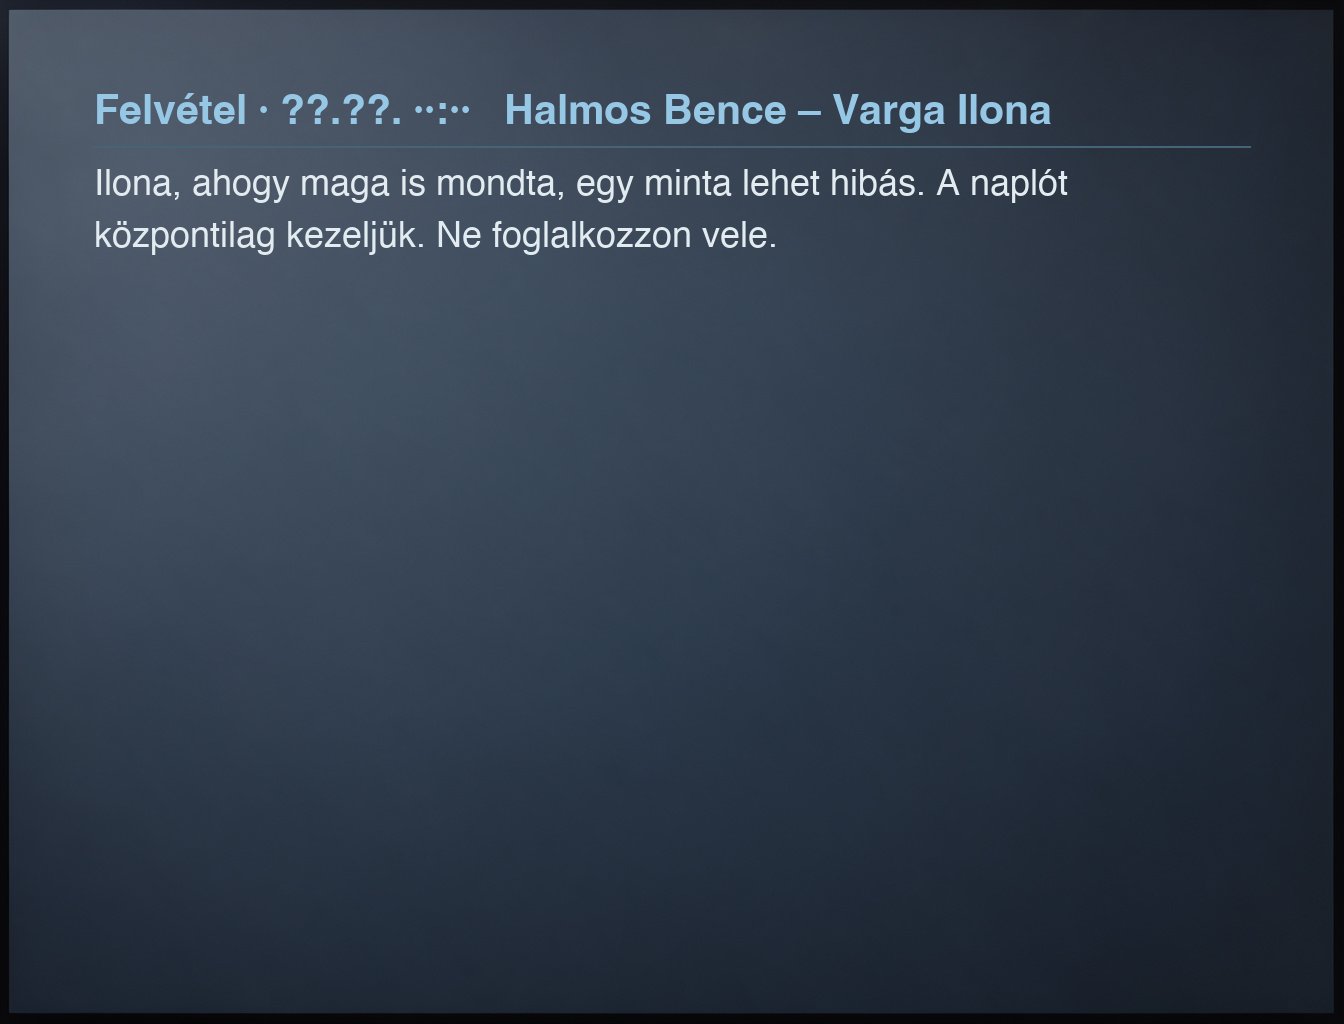 Felvétel · ??.??. ··:·· Halmos Bence – Varga Ilona
Ilona, ahogy maga is mondta, egy minta lehet hibás. A naplót
központilag kezeljük. Ne foglalkozzon vele.